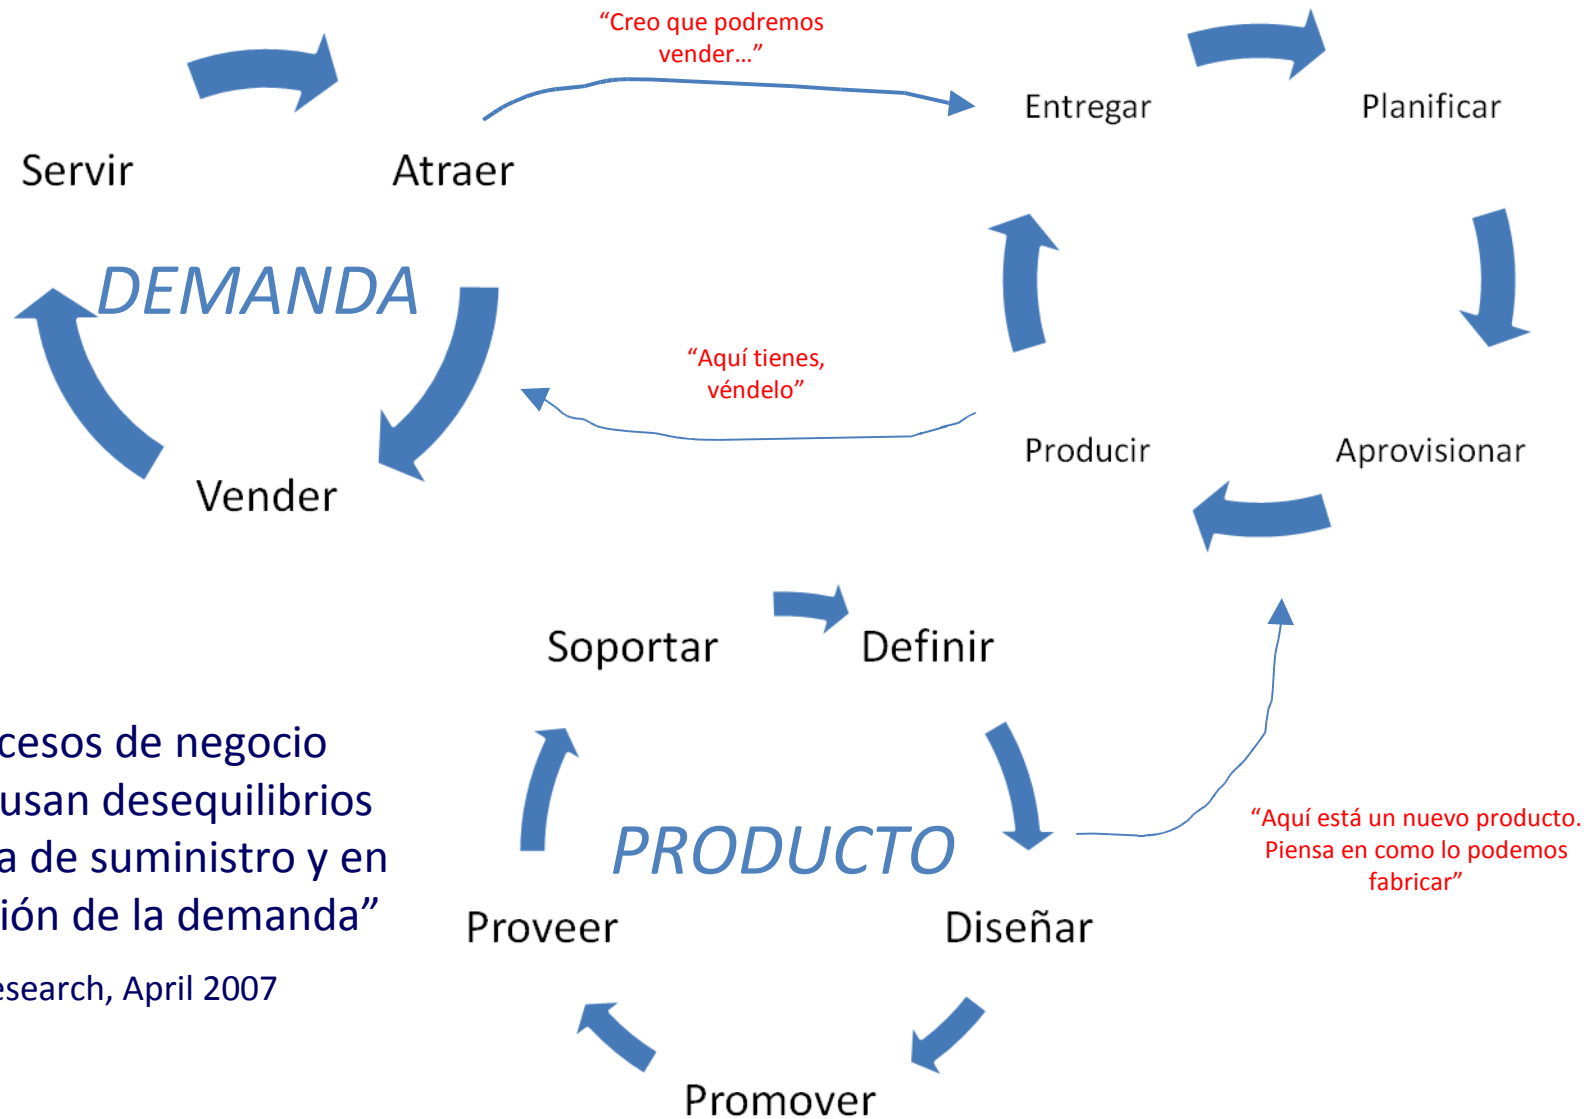 “Creo que podremos
vender…”
Entregar
Planificar
Servir
Atraer
DEMANDA
“Aquí tienes,
véndelo”
Producir
Aprovisionar
Vender
Soportar
Definir
cesos de negocio
usan desequilibrios
a de suministro y en
ión de la demanda”
esearch, April 2007
PRODUCTO
“Aquí está un nuevo producto.
Piensa en como lo podemos
fabricar”
Proveer
Diseñar
Promover